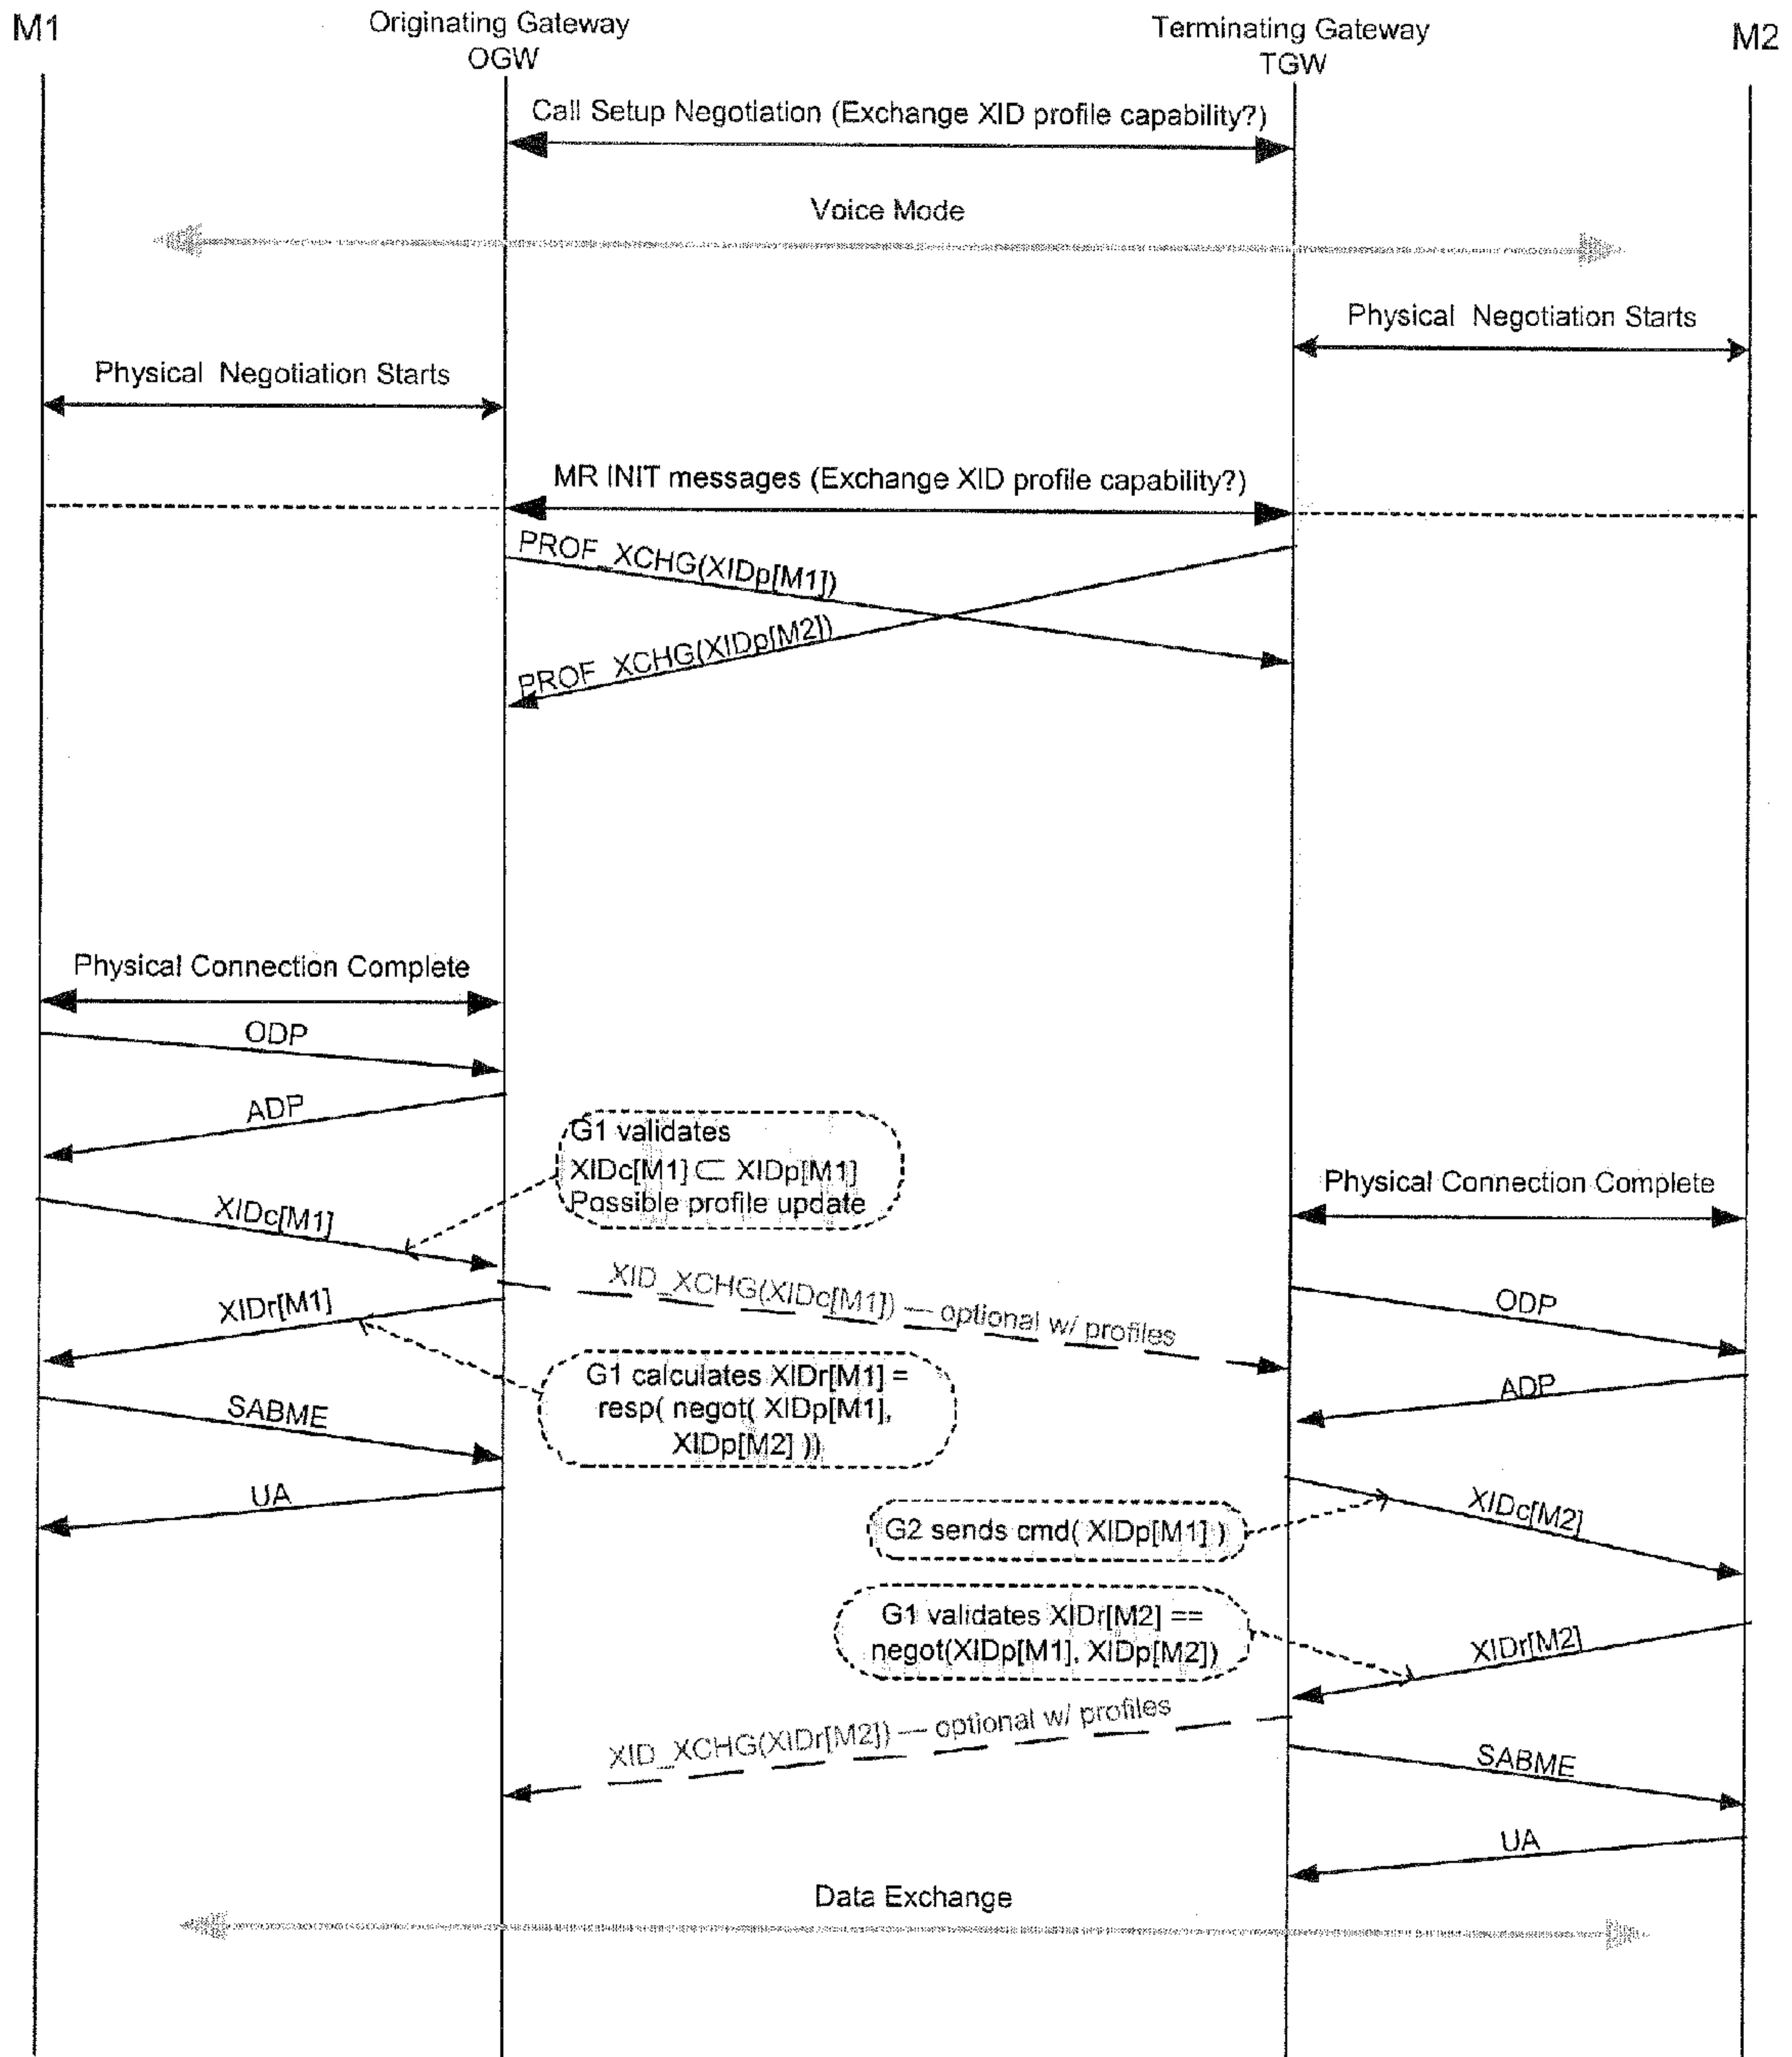 M1
Originating Gateway
OGW
Terminating Gateway
TGW
M2
Call Setup Negotiation (Exchange XID profile capability?)
Voice Mode
Physical Negotiation Starts
Physical Negotiation Starts
MR INIT messages (Exchange XID profile capability?)
PROF_XCHG(XIDp[M1])
PROF_XCHG(XIDp[M2])
Physical Connection Complete
ODP
ADP
G1 validates
XIDc[M1] ⊂ XIDp[M1]
Possible profile update
Physical Connection Complete
XIDc[M1]
XID_XCHG(XIDc[M1]) — optional w/ profiles
XIDr[M1]
ODP
G1 calculates XIDr[M1] =
resp( negot( XIDp[M1],
XIDp[M2] ))
ADP
SABME
UA
XIDc[M2]
G2 sends cmd( XIDp[M1] )
G1 validates XIDr[M2] ==
negot(XIDp[M1], XIDp[M2])
XIDr[M2]
XID_XCHG(XIDr[M2]) — optional w/ profiles
SABME
UA
Data Exchange